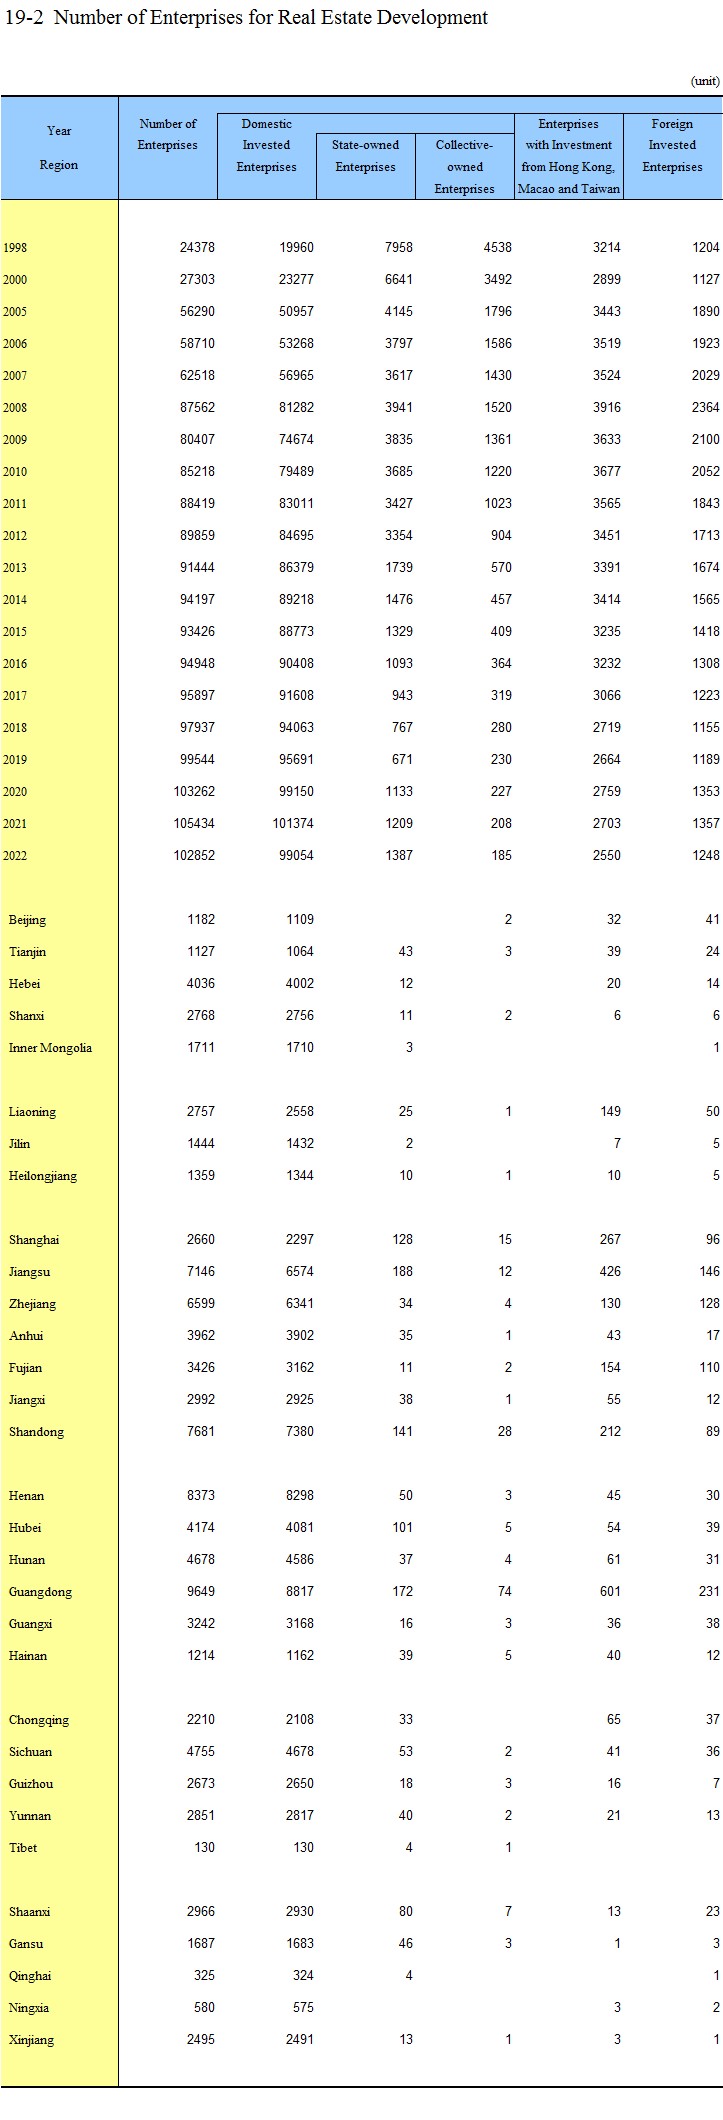 19-2 Number of Enterprises for Real Estate Development
(unit)
Year
Region
Number of
Enterprises
Domestic
Invested
Enterprises
State-owned
Enterprises
Collective-
owned
Enterprises
Enterprises
with Investment
from Hong Kong,
Macao and Taiwan
Foreign
Invested
Enterprises
1998 24378 19960 7958 4538 3214 1204
2000 27303 23277 6641 3492 2899 1127
2005 56290 50957 4145 1796 3443 1890
2006 58710 53268 3797 1586 3519 1923
2007 62518 56965 3617 1430 3524 2029
2008 87562 81282 3941 1520 3916 2364
2009 80407 74674 3835 1361 3633 2100
2010 85218 79489 3685 1220 3677 2052
2011 88419 83011 3427 1023 3565 1843
2012 89859 84695 3354 904 3451 1713
2013 91444 86379 1739 570 3391 1674
2014 94197 89218 1476 457 3414 1565
2015 93426 88773 1329 409 3235 1418
2016 94948 90408 1093 364 3232 1308
2017 95897 91608 943 319 3066 1223
2018 97937 94063 767 280 2719 1155
2019 99544 95691 671 230 2664 1189
2020 103262 99150 1133 227 2759 1353
2021 105434 101374 1209 208 2703 1357
2022 102852 99054 1387 185 2550 1248
Beijing 1182 1109 2 32 41
Tianjin 1127 1064 43 3 39 24
Hebei 4036 4002 12 20 14
Shanxi 2768 2756 11 2 6 6
Inner Mongolia 1711 1710 3 1
Liaoning 2757 2558 25 1 149 50
Jilin 1444 1432 2 7 5
Heilongjiang 1359 1344 10 1 10 5
Shanghai 2660 2297 128 15 267 96
Jiangsu 7146 6574 188 12 426 146
Zhejiang 6599 6341 34 4 130 128
Anhui 3962 3902 35 1 43 17
Fujian 3426 3162 11 2 154 110
Jiangxi 2992 2925 38 1 55 12
Shandong 7681 7380 141 28 212 89
Henan 8373 8298 50 3 45 30
Hubei 4174 4081 101 5 54 39
Hunan 4678 4586 37 4 61 31
Guangdong 9649 8817 172 74 601 231
Guangxi 3242 3168 16 3 36 38
Hainan 1214 1162 39 5 40 12
Chongqing 2210 2108 33 65 37
Sichuan 4755 4678 53 2 41 36
Guizhou 2673 2650 18 3 16 7
Yunnan 2851 2817 40 2 21 13
Tibet 130 130 4 1
Shaanxi 2966 2930 80 7 13 23
Gansu 1687 1683 46 3 1 3
Qinghai 325 324 4 1
Ningxia 580 575 3 2
Xinjiang 2495 2491 13 1 3 1